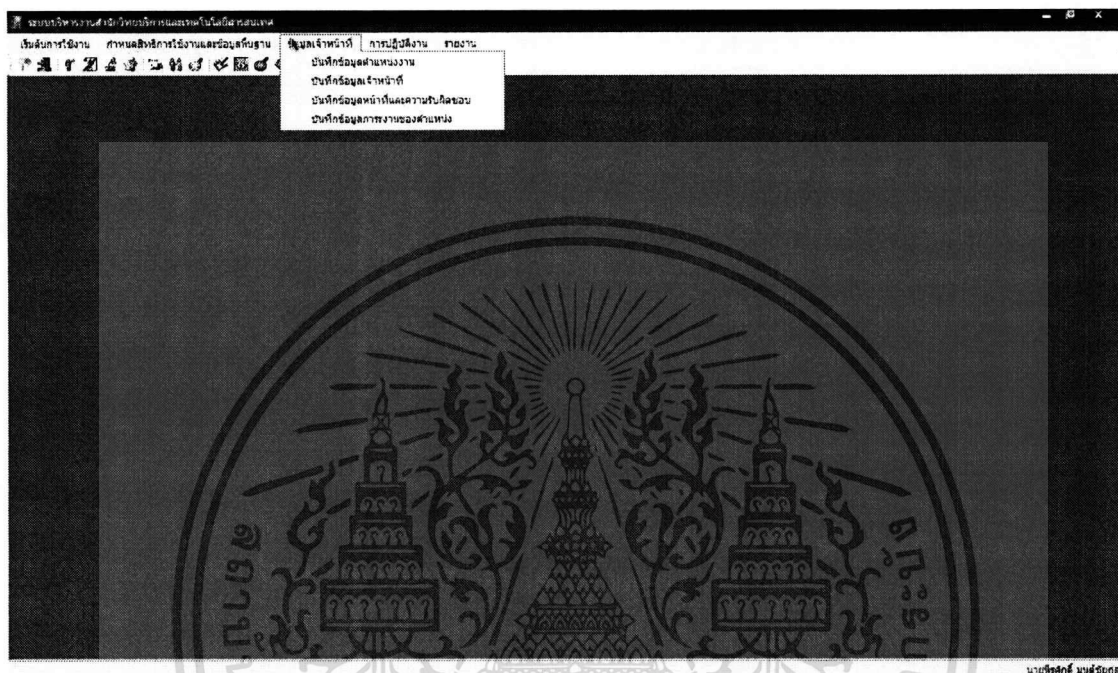 ระบบบริหารงานสำนักวิทยบริการและเทคโนโลยีสารสนเทศ
เริ่มต้นการใช้งาน กำหนดสิทธิการใช้งานและข้อมูลพื้นฐาน ข้อมูลเจ้าหน้าที่ การปฏิบัติงาน รายงาน
บันทึกข้อมูลตำแหน่งงาน
บันทึกข้อมูลเจ้าหน้าที่
บันทึกข้อมูลหน้าที่และความรับผิดชอบ
บันทึกข้อมูลภาระงานของตำแหน่ง